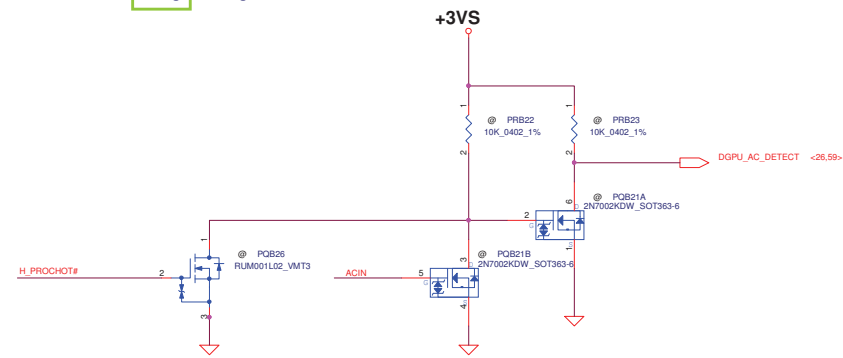 +3VS
1
1
@ PRB22
10K_0402_1%
@ PRB23
10K_0402_1%
2
2
DGPU_AC_DETECT <26,59>
6
@ PQB21A
D
2N7002KDW_SOT363-6
2
G
S
1
1
@ PQB26
RUM001L02_VMT3
3
@ PQB21B
D
2N7002KDW_SOT363-6
H_PROCHOT#
2
ACIN
5
G
S
4
3